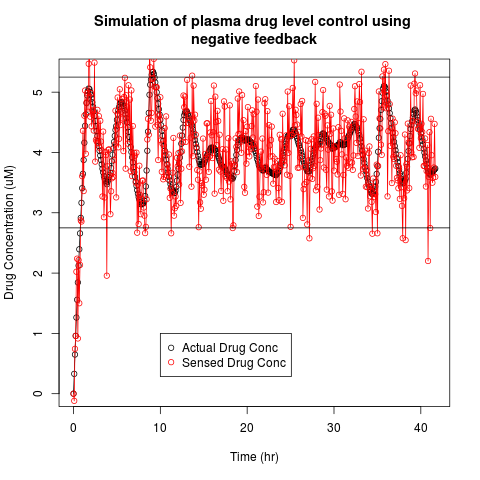 Simulation of plasma drug level control using
negative feedback
Drug Concentration (uM)
5
4
3
2
1
0
Actual Drug Conc
Sensed Drug Conc
0 10 20 30 40
Time (hr)